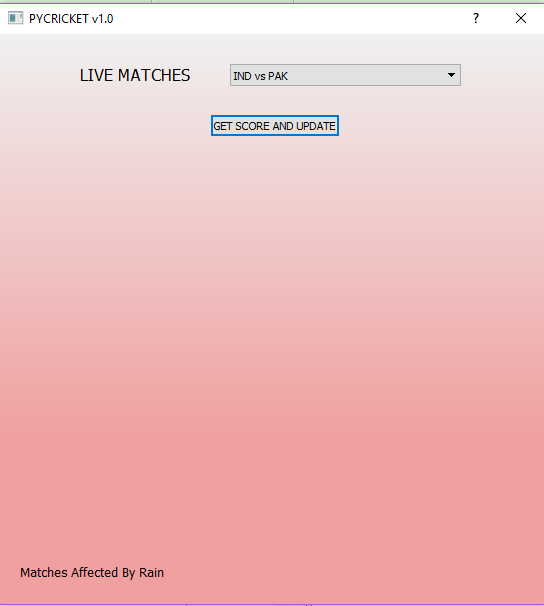 PYCRICKET v1.0
?
LIVE MATCHES
IND vs PAK
GET SCORE AND UPDATE
Matches Affected By Rain